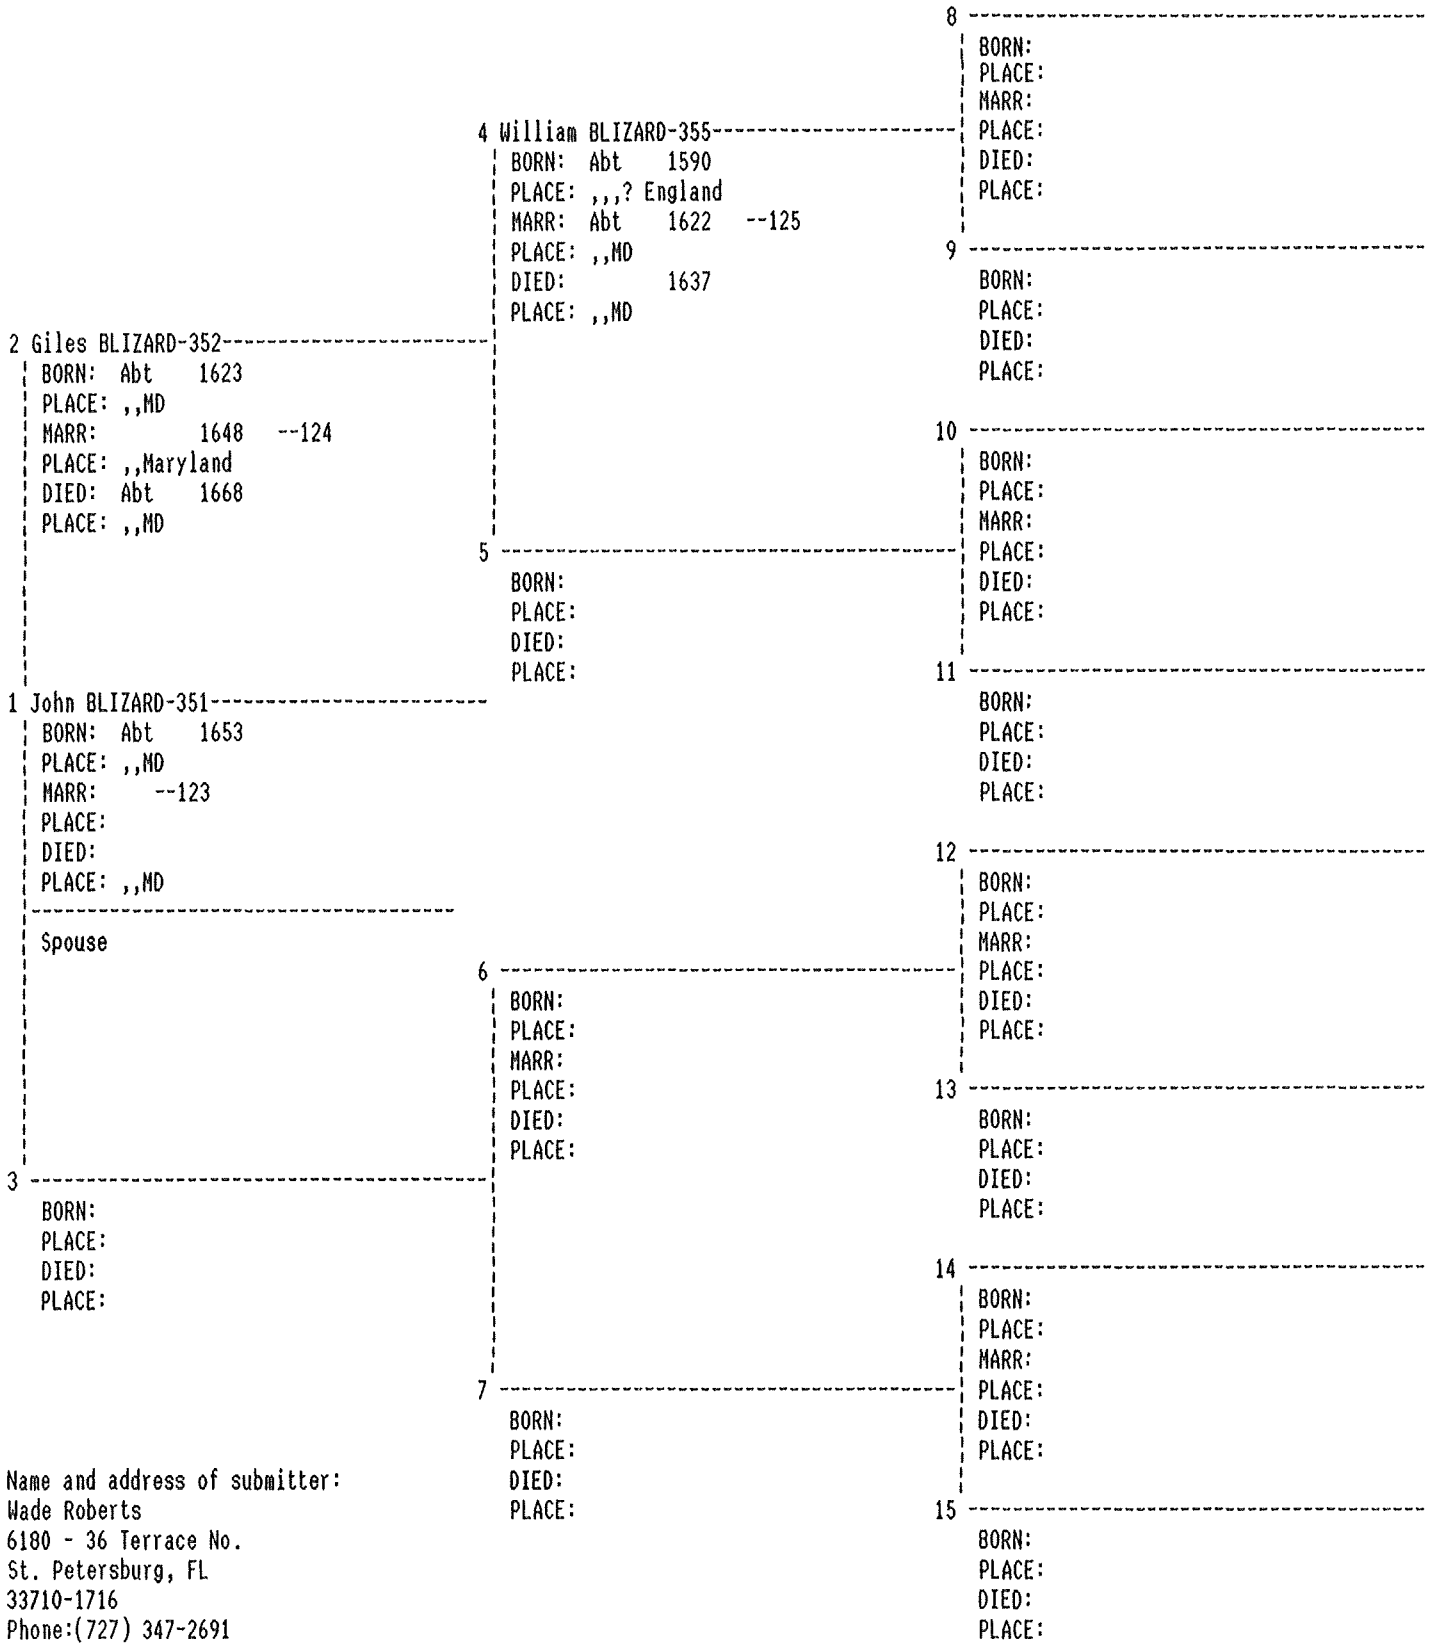 8
BORN:
PLACE:
MARR:
PLACE:
DIED:
PLACE:
4 William BLIZARD-355
BORN: Abt 1590
PLACE: ,,,? England
MARR: Abt 1622 --125
PLACE: ,,MD
DIED: 1637
PLACE: ,,MD
9
BORN:
PLACE:
DIED:
PLACE:
2 Giles BLIZARD-352
BORN: Abt 1623
PLACE: ,,MD
MARR: 1648 --124
PLACE: ,,Maryland
DIED: Abt 1668
PLACE: ,,MD
10
BORN:
PLACE:
MARR:
PLACE:
DIED:
PLACE:
5
BORN:
PLACE:
DIED:
PLACE:
11
BORN:
PLACE:
DIED:
PLACE:
1 John BLIZARD-351
BORN: Abt 1653
PLACE: ,,MD
MARR: --123
PLACE:
DIED:
PLACE: ,,MD
Spouse
12
BORN:
PLACE:
MARR:
PLACE:
DIED:
PLACE:
6
BORN:
PLACE:
MARR:
PLACE:
DIED:
PLACE:
13
BORN:
PLACE:
DIED:
PLACE:
3
BORN:
PLACE:
DIED:
PLACE:
14
BORN:
PLACE:
MARR:
PLACE:
DIED:
PLACE:
7
BORN:
PLACE:
DIED:
PLACE:
15
BORN:
PLACE:
DIED:
PLACE:
Name and address of submitter:
Wade Roberts
6180 - 36 Terrace No.
St. Petersburg, FL
33710-1716
Phone:(727) 347-2691